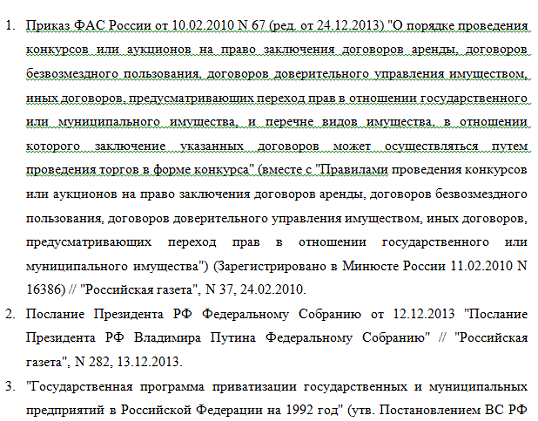 1. Приказ ФАС России от 10.02.2010 N 67 (ред. от 24.12.2013) "О порядке проведения
конкурсов или аукционов на право заключения договоров аренды, договоров
безвозмездного пользования, договоров доверительного управления имуществом,
иных договоров, предусматривающих переход прав в отношении государственного
или муниципального имущества, и перечне видов имущества, в отношении
которого заключение указанных договоров может осуществляться путем
проведения торгов в форме конкурса" (вместе с "Правилами проведения конкурсов
или аукционов на право заключения договоров аренды, договоров безвозмездного
пользования, договоров доверительного управления имуществом, иных договоров,
предусматривающих переход прав в отношении государственного или
муниципального имущества") (Зарегистрировано в Минюсте России 11.02.2010 N
16386) // "Российская газета", N 37, 24.02.2010.
2. Послание Президента РФ Федеральному Собранию от 12.12.2013 "Послание
Президента РФ Владимира Путина Федеральному Собранию" // "Российская
газета", N 282, 13.12.2013.
3. "Государственная программа приватизации государственных и муниципальных
предприятий в Российской Федерации на 1992 год" (утв. Постановлением ВС РФ